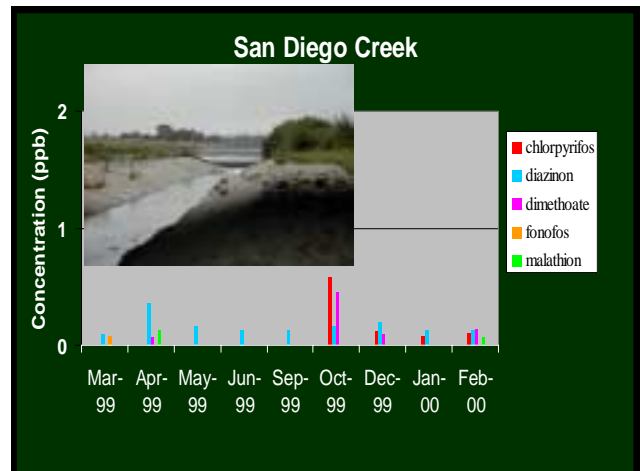 San Diego Creek
Concentration (ppb)
2
1
0
chlorpyrifos
diazinon
dimethoate
fonofos
malathion
Mar- Apr- May- Jun- Sep- Oct- Dec- Jan- Feb-
99 99 99 99 99 99 99 00 00